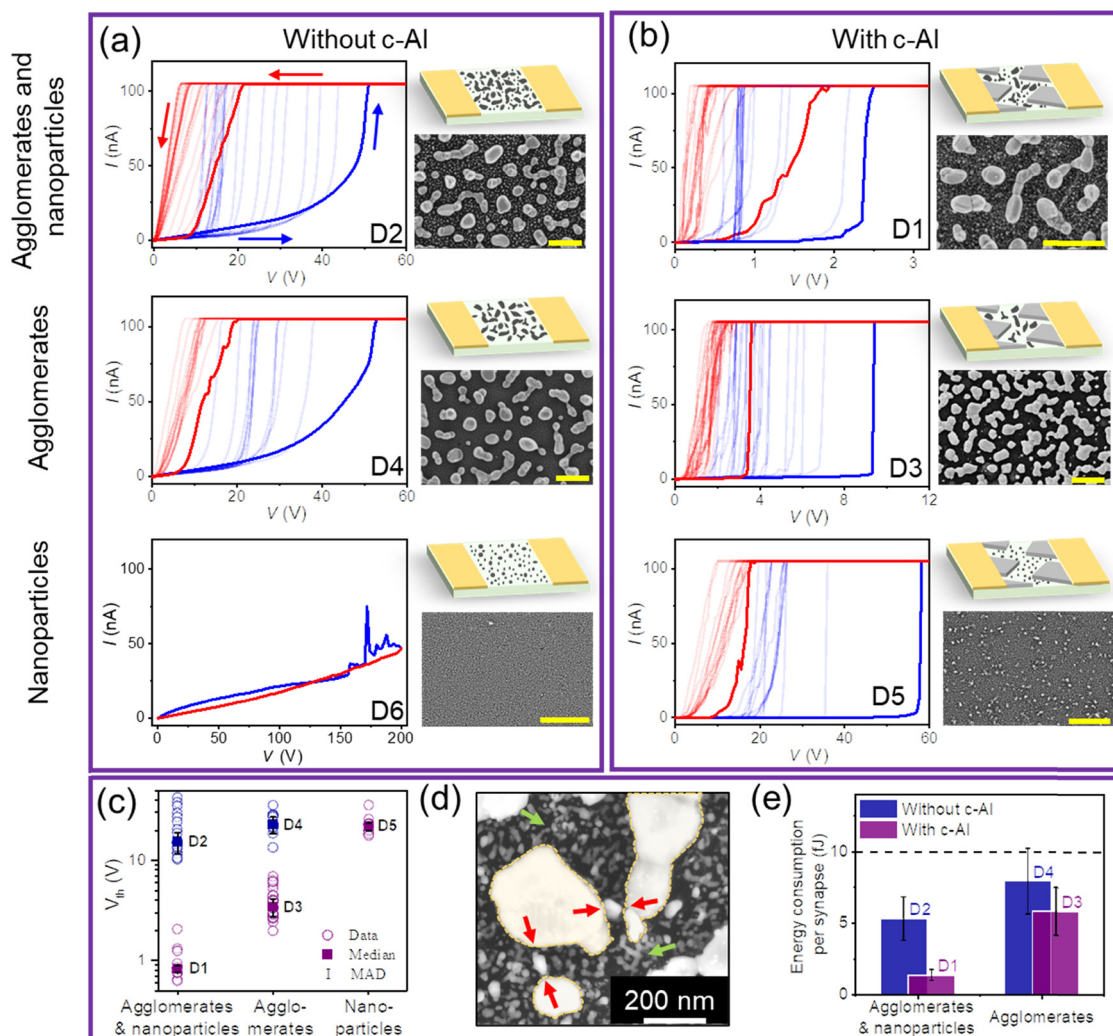 (a)
Without c-Al
(b)
With c-Al
Agglomerates and
nanoparticles
100
50
0
I (nA)
0
20
40
60
V (V)
D2
100
50
0
I (nA)
0
1
2
3
V (V)
D1
Agglomerates
100
50
0
I (nA)
0
20
40
60
V (V)
D4
100
50
0
I (nA)
0
4
8
12
V (V)
D3
Nanoparticles
100
50
0
I (nA)
0
50
100
150
200
V (V)
D6
100
50
0
I (nA)
0
20
40
60
V (V)
D5
(c)
Vth (V)
10
1
D2
D1
D4
D3
D5
Data
Median
I MAD
Agglomerates
& nanoparticles
Agglo-
merates
Nano-
particles
(d)
200 nm
(e)
Energy consumption
per synapse (fJ)
Without c-Al
With c-Al
10
5
0
D2
D1
D4
D3
Agglomerates
& nanoparticles
Agglomerates